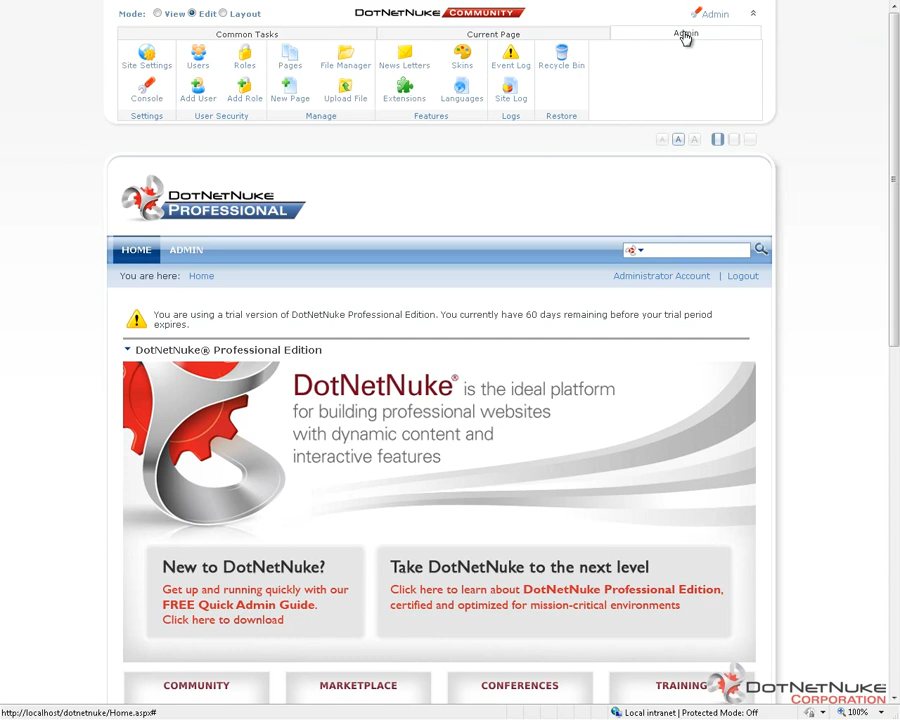 Mode: View Edit Layout
DOTNETNUKE COMMUNITY
Admin
Common Tasks
Current Page
Admin
Site Settings Users Roles Pages File Manager News Letters Skins Event Log Recycle Bin
Console Add User Add Role New Page Upload File Extensions Languages Site Log
Settings User Security Manage Features Logs Restore
A A A
DOTNETNUKE
PROFESSIONAL
HOME ADMIN
You are here: Home
Administrator Account | Logout
You are using a trial version of DotNetNuke Professional Edition. You currently have 60 days remaining before your trial period
expires.
DotNetNuke® Professional Edition
DotNetNuke® is the ideal platform
for building professional websites
with dynamic content and
interactive features
New to DotNetNuke?
Get up and running quickly with our
FREE Quick Admin Guide.
Click here to download
Take DotNetNuke to the next level
Click here to learn about DotNetNuke Professional Edition,
certified and optimized for mission-critical environments
COMMUNITY
MARKETPLACE
CONFERENCES
TRAINING
DOTNETNUKE
CORPORATION
http://localhost/dotnetnuke/Home.aspx#
Local intranet | Protected Mode: Off
100%